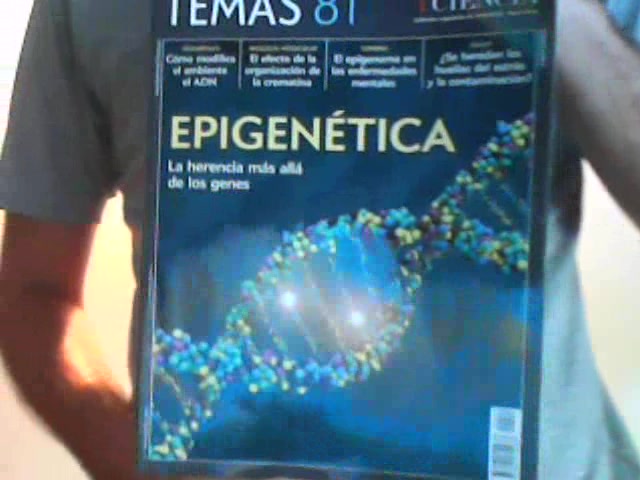 TEMAS 81
CIENCIA
Cómo modifica
el ambiente
el ADN
El efecto de la
organización de
la cromatina
El epigenoma en
las enfermedades
mentales
¿Se heredan las
huellas del estrés
y la contaminación?
EPIGENÉTICA
La herencia más allá
de los genes